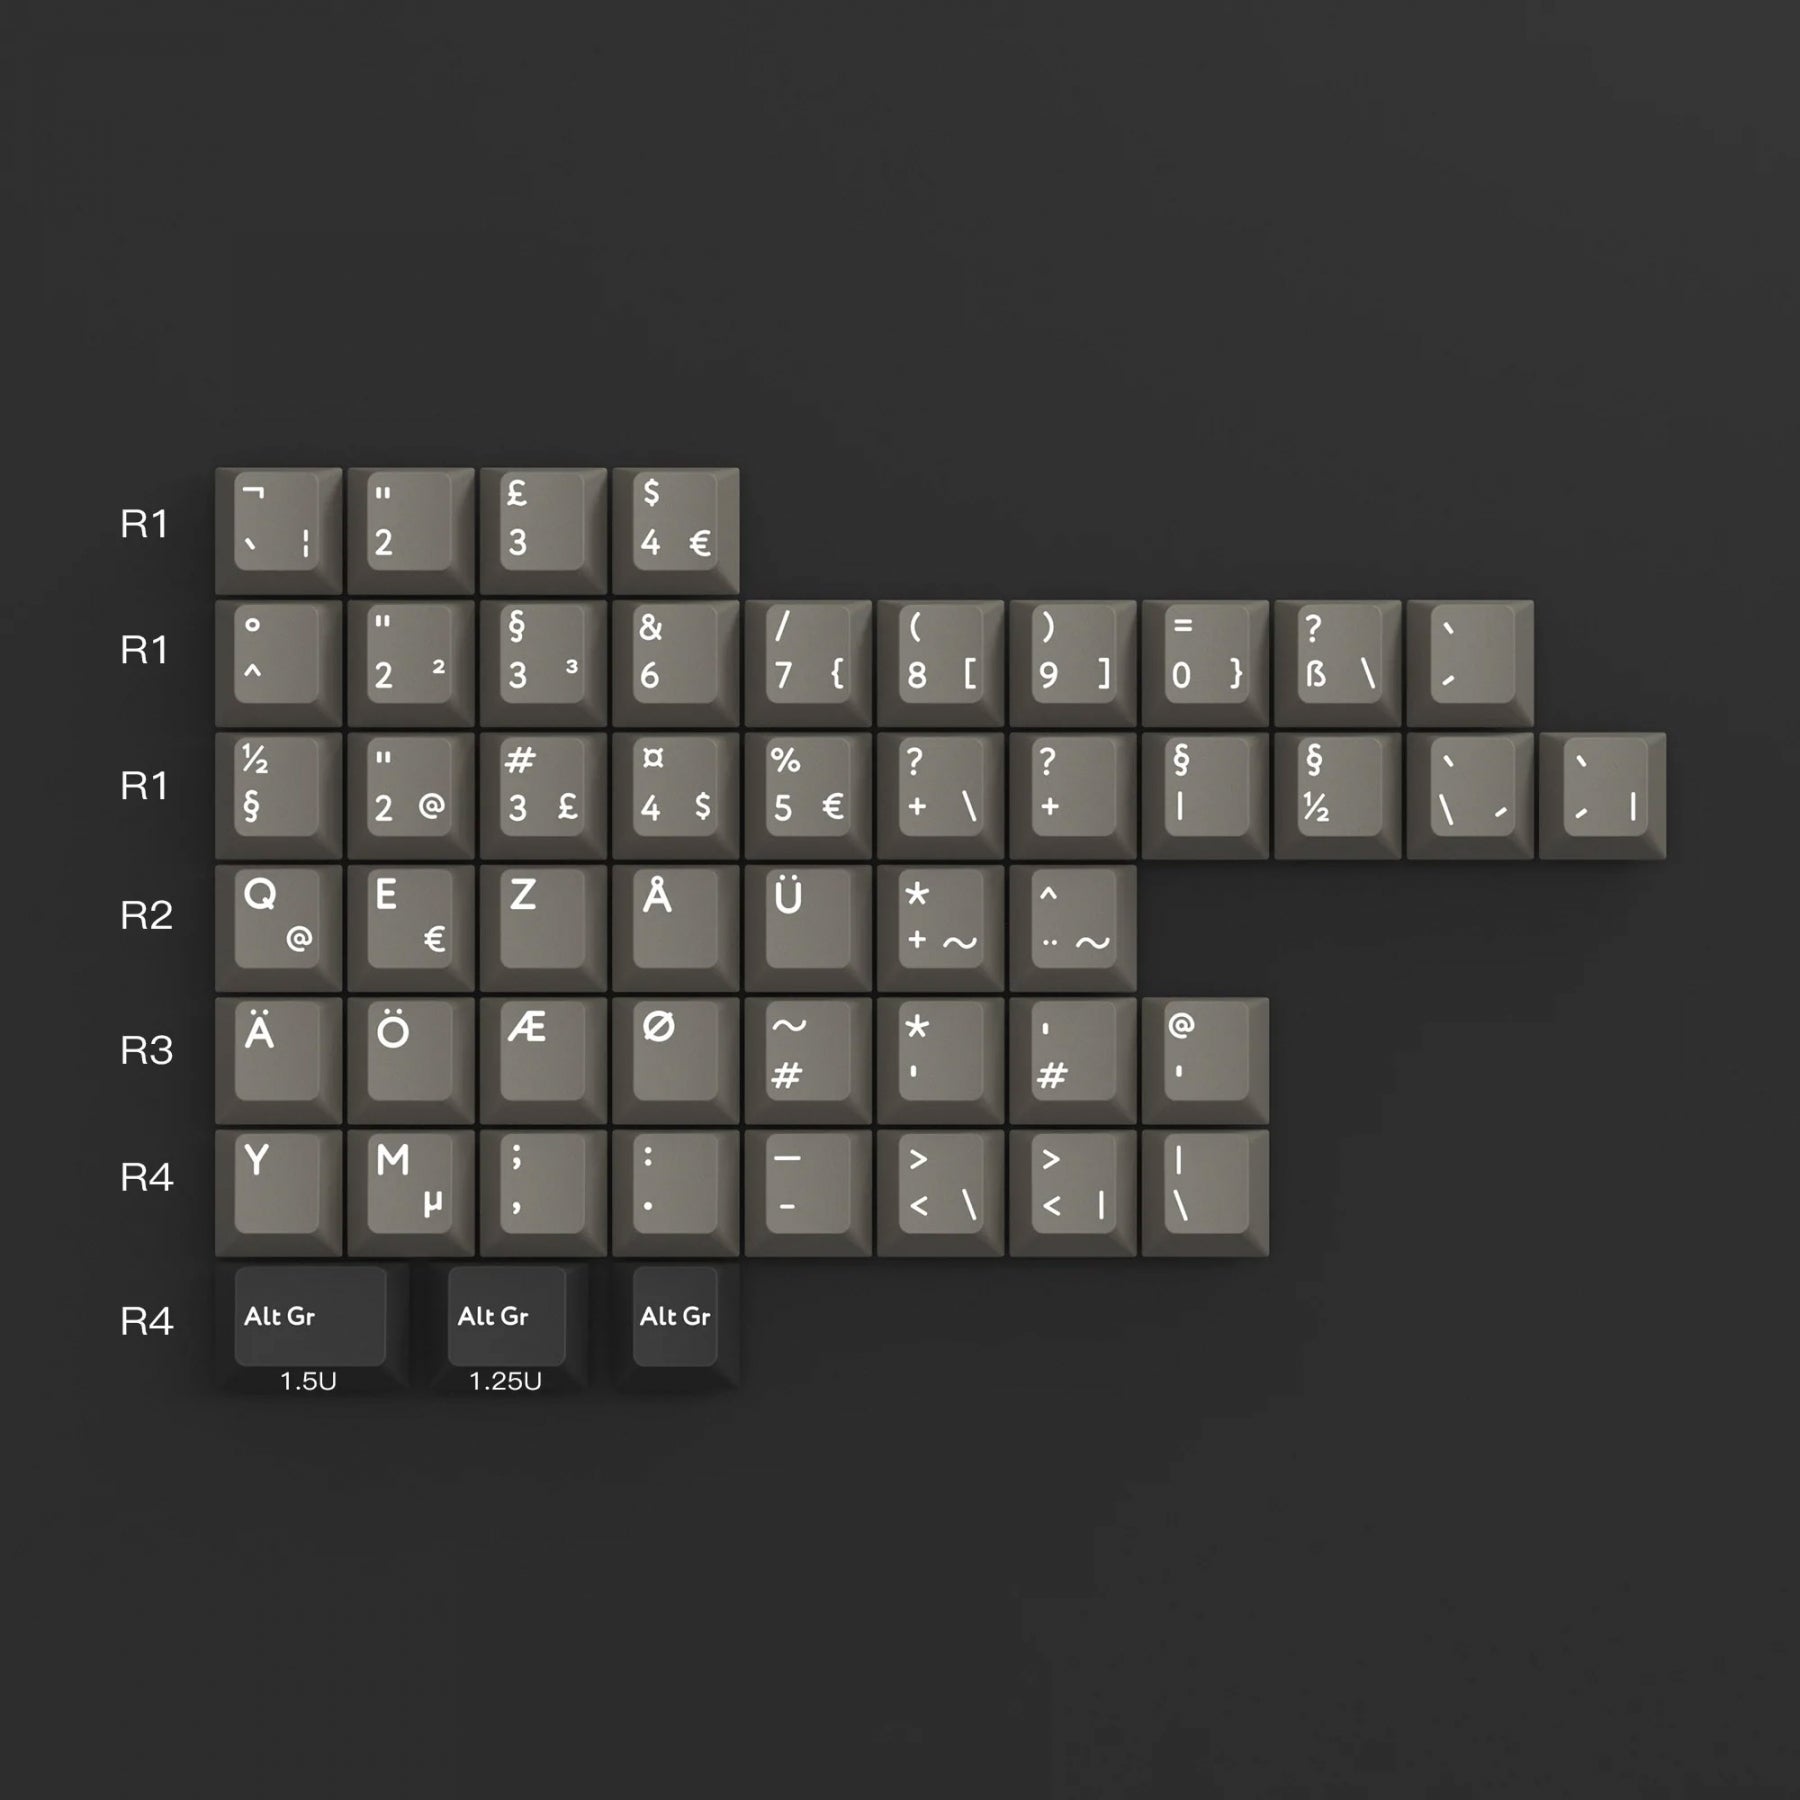 R1 ¬ ` ¦ " 2 £ 3 $ 4 €
R1 ° ^ " 2 ² § 3 ³ & 6 / 7 { ( 8 [ ) 9 ] = 0 } ? ß \ ` ´
R1 ½ § " 2 @ # 3 £ ¤ 4 $ % 5 € ? + \ ? + § | § ½ ` \ ´ ` ´ |
R2 Q @ E € Z Å Ü * + ~ ^ ¨ ~
R3 Ä Ö Æ Ø ~ # * ' ' # @ '
R4 Y M µ ; , : . — - > < \ > < | | \
R4 Alt Gr Alt Gr Alt Gr
1.5U 1.25U